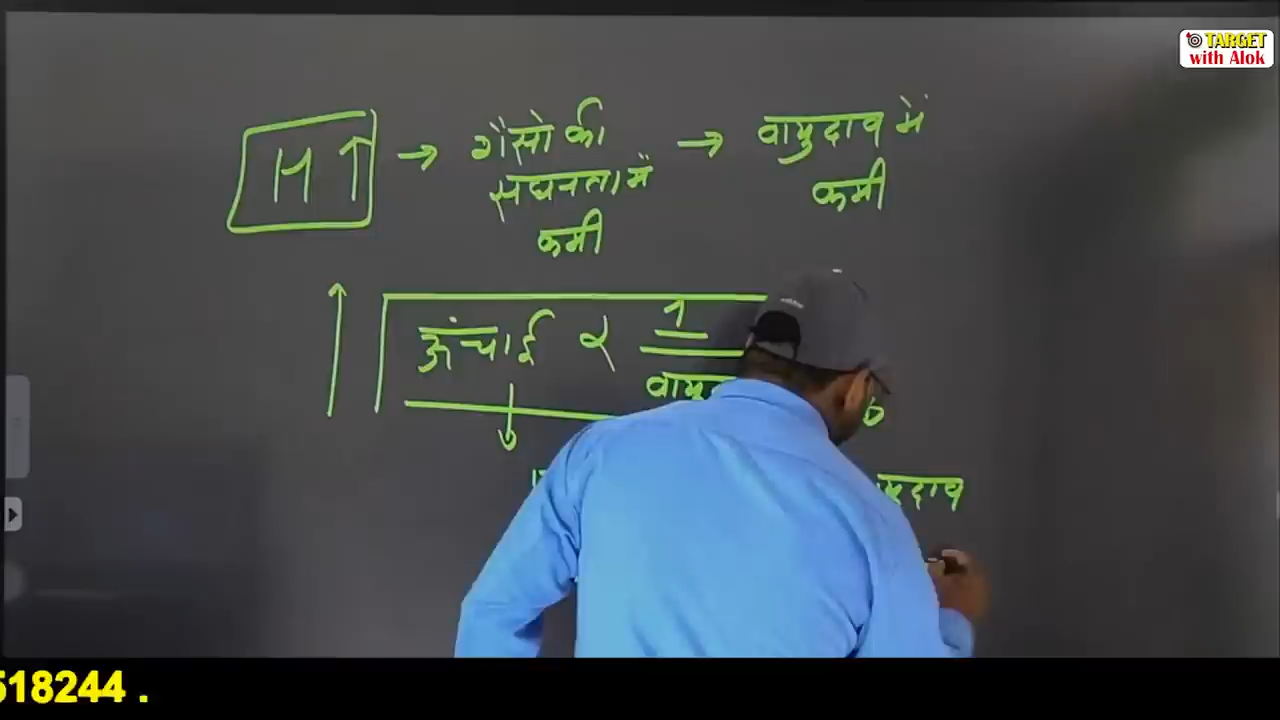 TARGET
with Alok
H ↑ → गैसो की → वायुदाव में
सघनता में कमी
कमी
↑ ऊंचाई ∝ 1
वायु
युदाव
518244 .